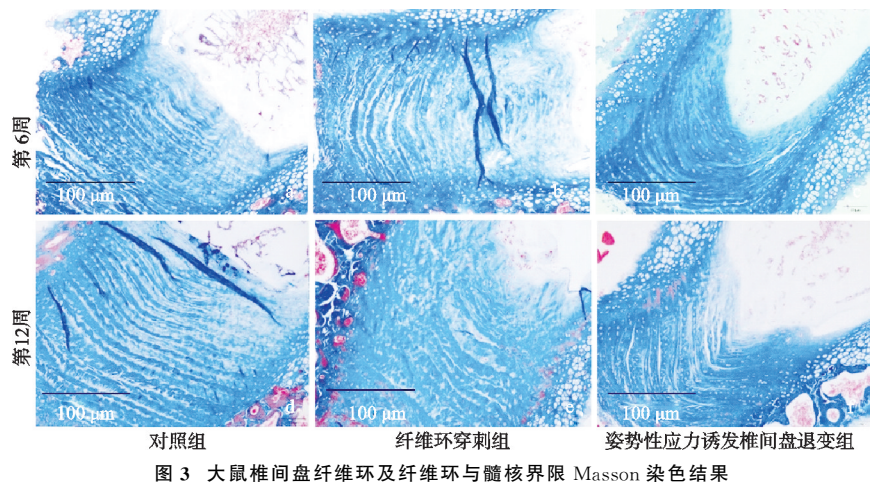 第6周
100 μm
a
100 μm
b
100 μm
第12周
100 μm
d
100 μm
e
100 μm
对照组
纤维环穿刺组
姿势性应力诱发椎间盘退变组
图 3 大鼠椎间盘纤维环及纤维环与髓核界限 Masson 染色结果